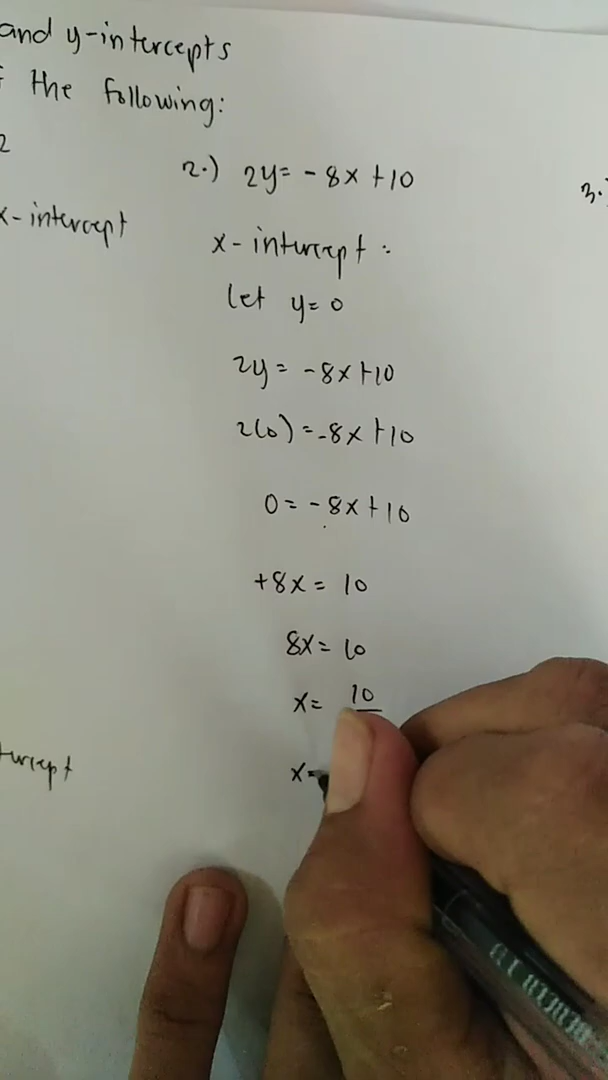 and y-intercepts
the following:
2
2.) 2y= -8x+10
3.
x-intercept
x-intercept:
let y=0
2y= -8x+10
2(0)=-8x+10
0=-8x+10
+8x= 10
8x= 10
x= 10
x=